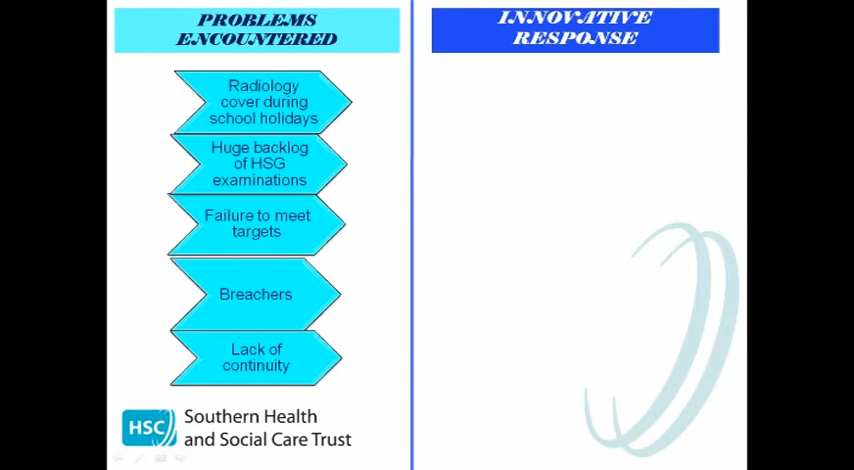 PROBLEMS
ENCOUNTERED
INNOVATIVE
RESPONSE
Radiology
cover during
school holidays
Huge backlog
of HSG
examinations
Failure to meet
targets
Breachers
Lack of
continuity
HSC
Southern Health
and Social Care Trust